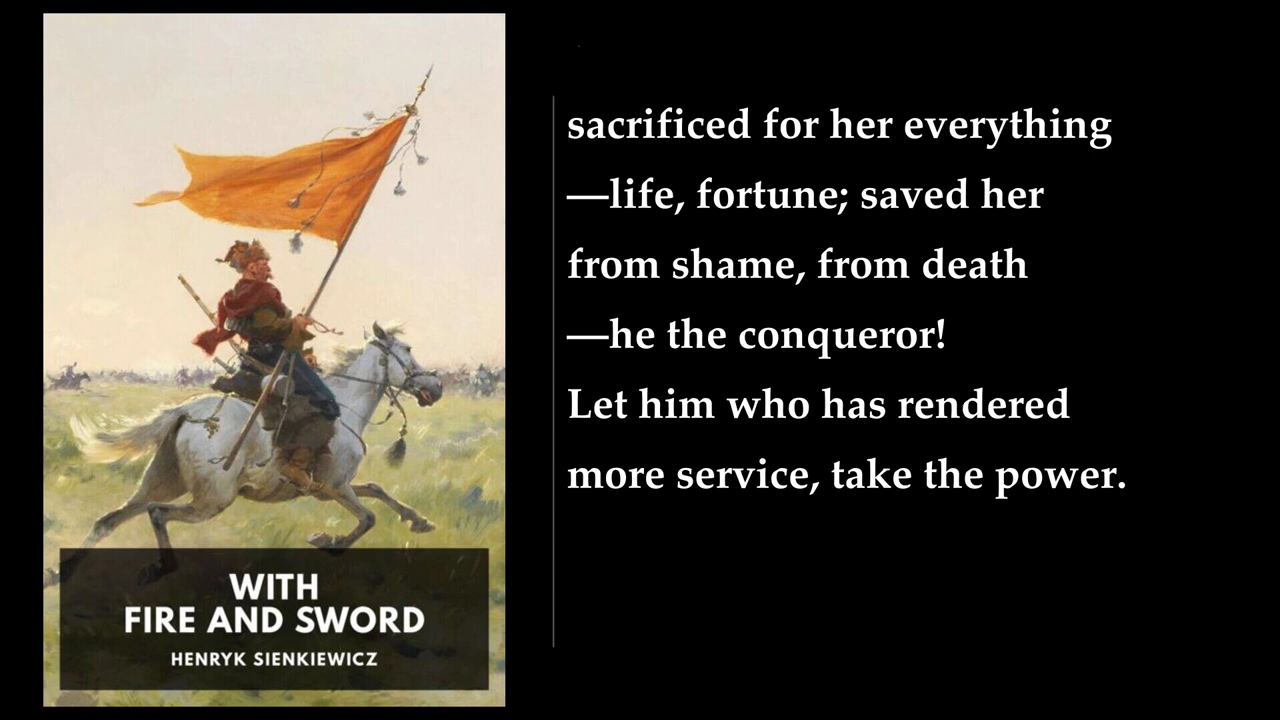 sacrificed for her everything
—life, fortune; saved her
from shame, from death
—he the conqueror!
Let him who has rendered
more service, take the power.
WITH
FIRE AND SWORD
HENRYK SIENKIEWICZ